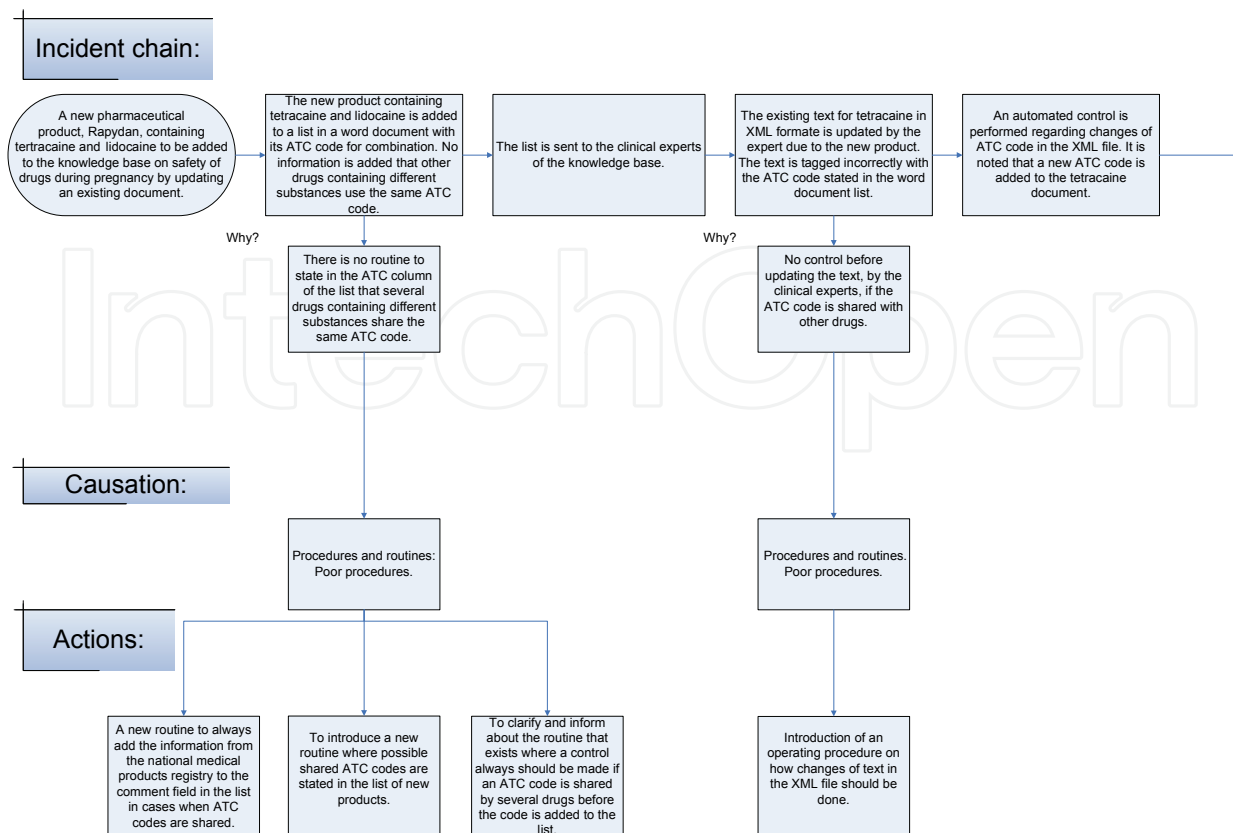 Incident chain:
A new pharmaceutical
product, Rapydan, containing
tertracaine and lidocaine to be added
to the knowledge base on safety of
drugs during pregnancy by updating
an existing document.
The new product containing
tetracaine and lidocaine is added
to a list in a word document with
its ATC code for combination. No
information is added that other
drugs containing different
substances use the same ATC
code.
The list is sent to the clinical experts
of the knowledge base.
The existing text for tetracaine in
XML formate is updated by the
expert due to the new product.
The text is tagged incorrectly with
the ATC code stated in the word
document list.
An automated control is
performed regarding changes of
ATC code in the XML file. It is
noted that a new ATC code is
added to the tetracaine
document.
Why?
There is no routine to
state in the ATC column
of the list that several
drugs containing different
substances share the
same ATC code.
Why?
No control before
updating the text, by the
clinical experts, if the
ATC code is shared with
other drugs.
IntechOpen
Causation:
Procedures and routines:
Poor procedures.
Procedures and routines.
Poor procedures.
Actions:
A new routine to always
add the information from
the national medical
products registry to the
comment field in the list
in cases when ATC
codes are shared.
To introduce a new
routine where possible
shared ATC codes are
stated in the list of new
products.
To clarify and inform
about the routine that
exists where a control
always should be made if
an ATC code is shared
by several drugs before
the code is added to the
list.
Introduction of an
operating procedure on
how changes of text in
the XML file should be
done.